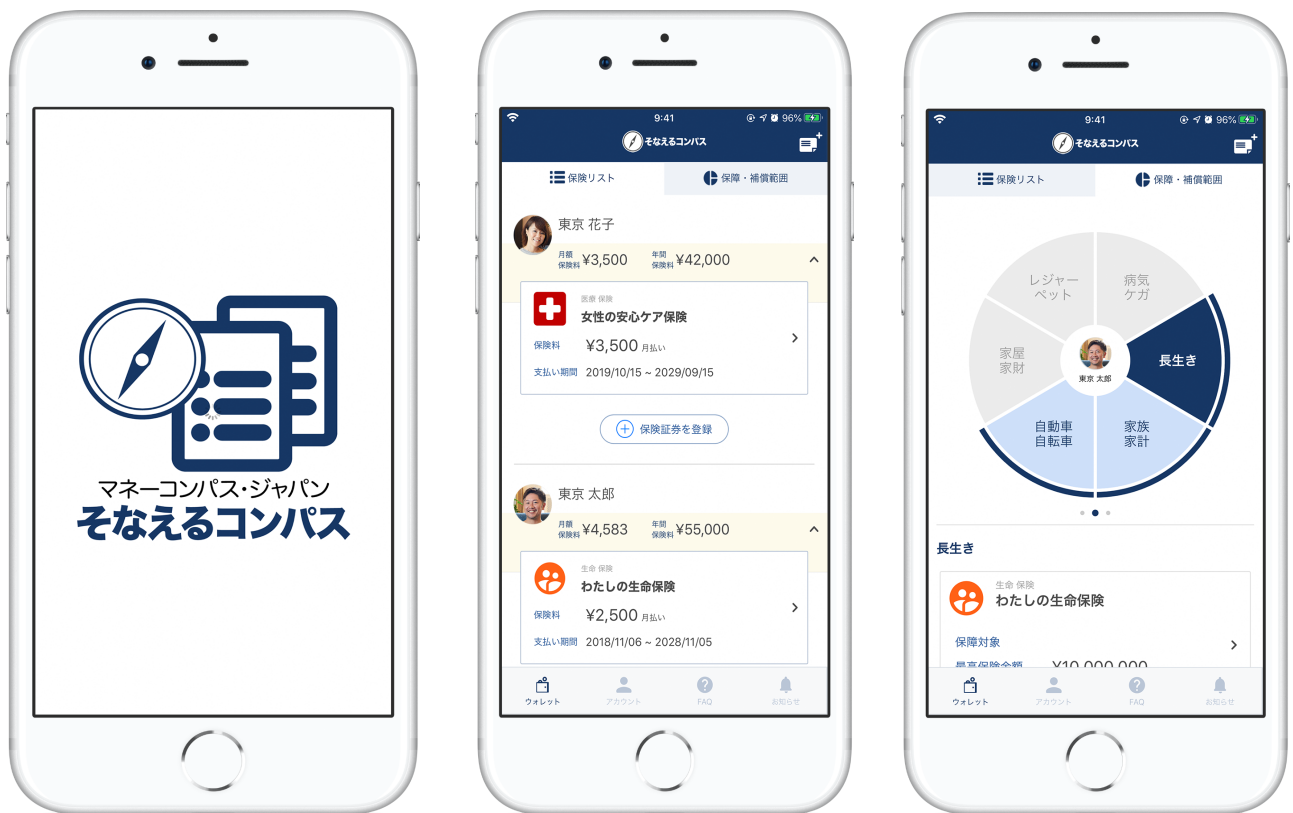 マネーコンパス・ジャパン
そなえるコンパス
9:41
96%
そなえるコンパス
保険リスト
保障・補償範囲
東京 花子
月額保険料 ¥3,500 年間保険料 ¥42,000
医療 保険
女性の安心ケア保険
保険料 ¥3,500 月払い
支払い期間 2019/10/15 ~ 2029/09/15
保険証券を登録
東京 太郎
月額保険料 ¥4,583 年間保険料 ¥55,000
生命 保険
わたしの生命保険
保険料 ¥2,500 月払い
支払い期間 2018/11/06 ~ 2028/11/05
ウォレット
アカウント
FAQ
お知らせ
9:41
96%
そなえるコンパス
保険リスト
保障・補償範囲
レジャー
ペット
病気
ケガ
家屋
家財
長生き
東京 太郎
自動車
自転車
家族
家計
長生き
生命 保険
わたしの生命保険
保障対象
最高保険金額 ¥10,000,000
ウォレット
アカウント
FAQ
お知らせ